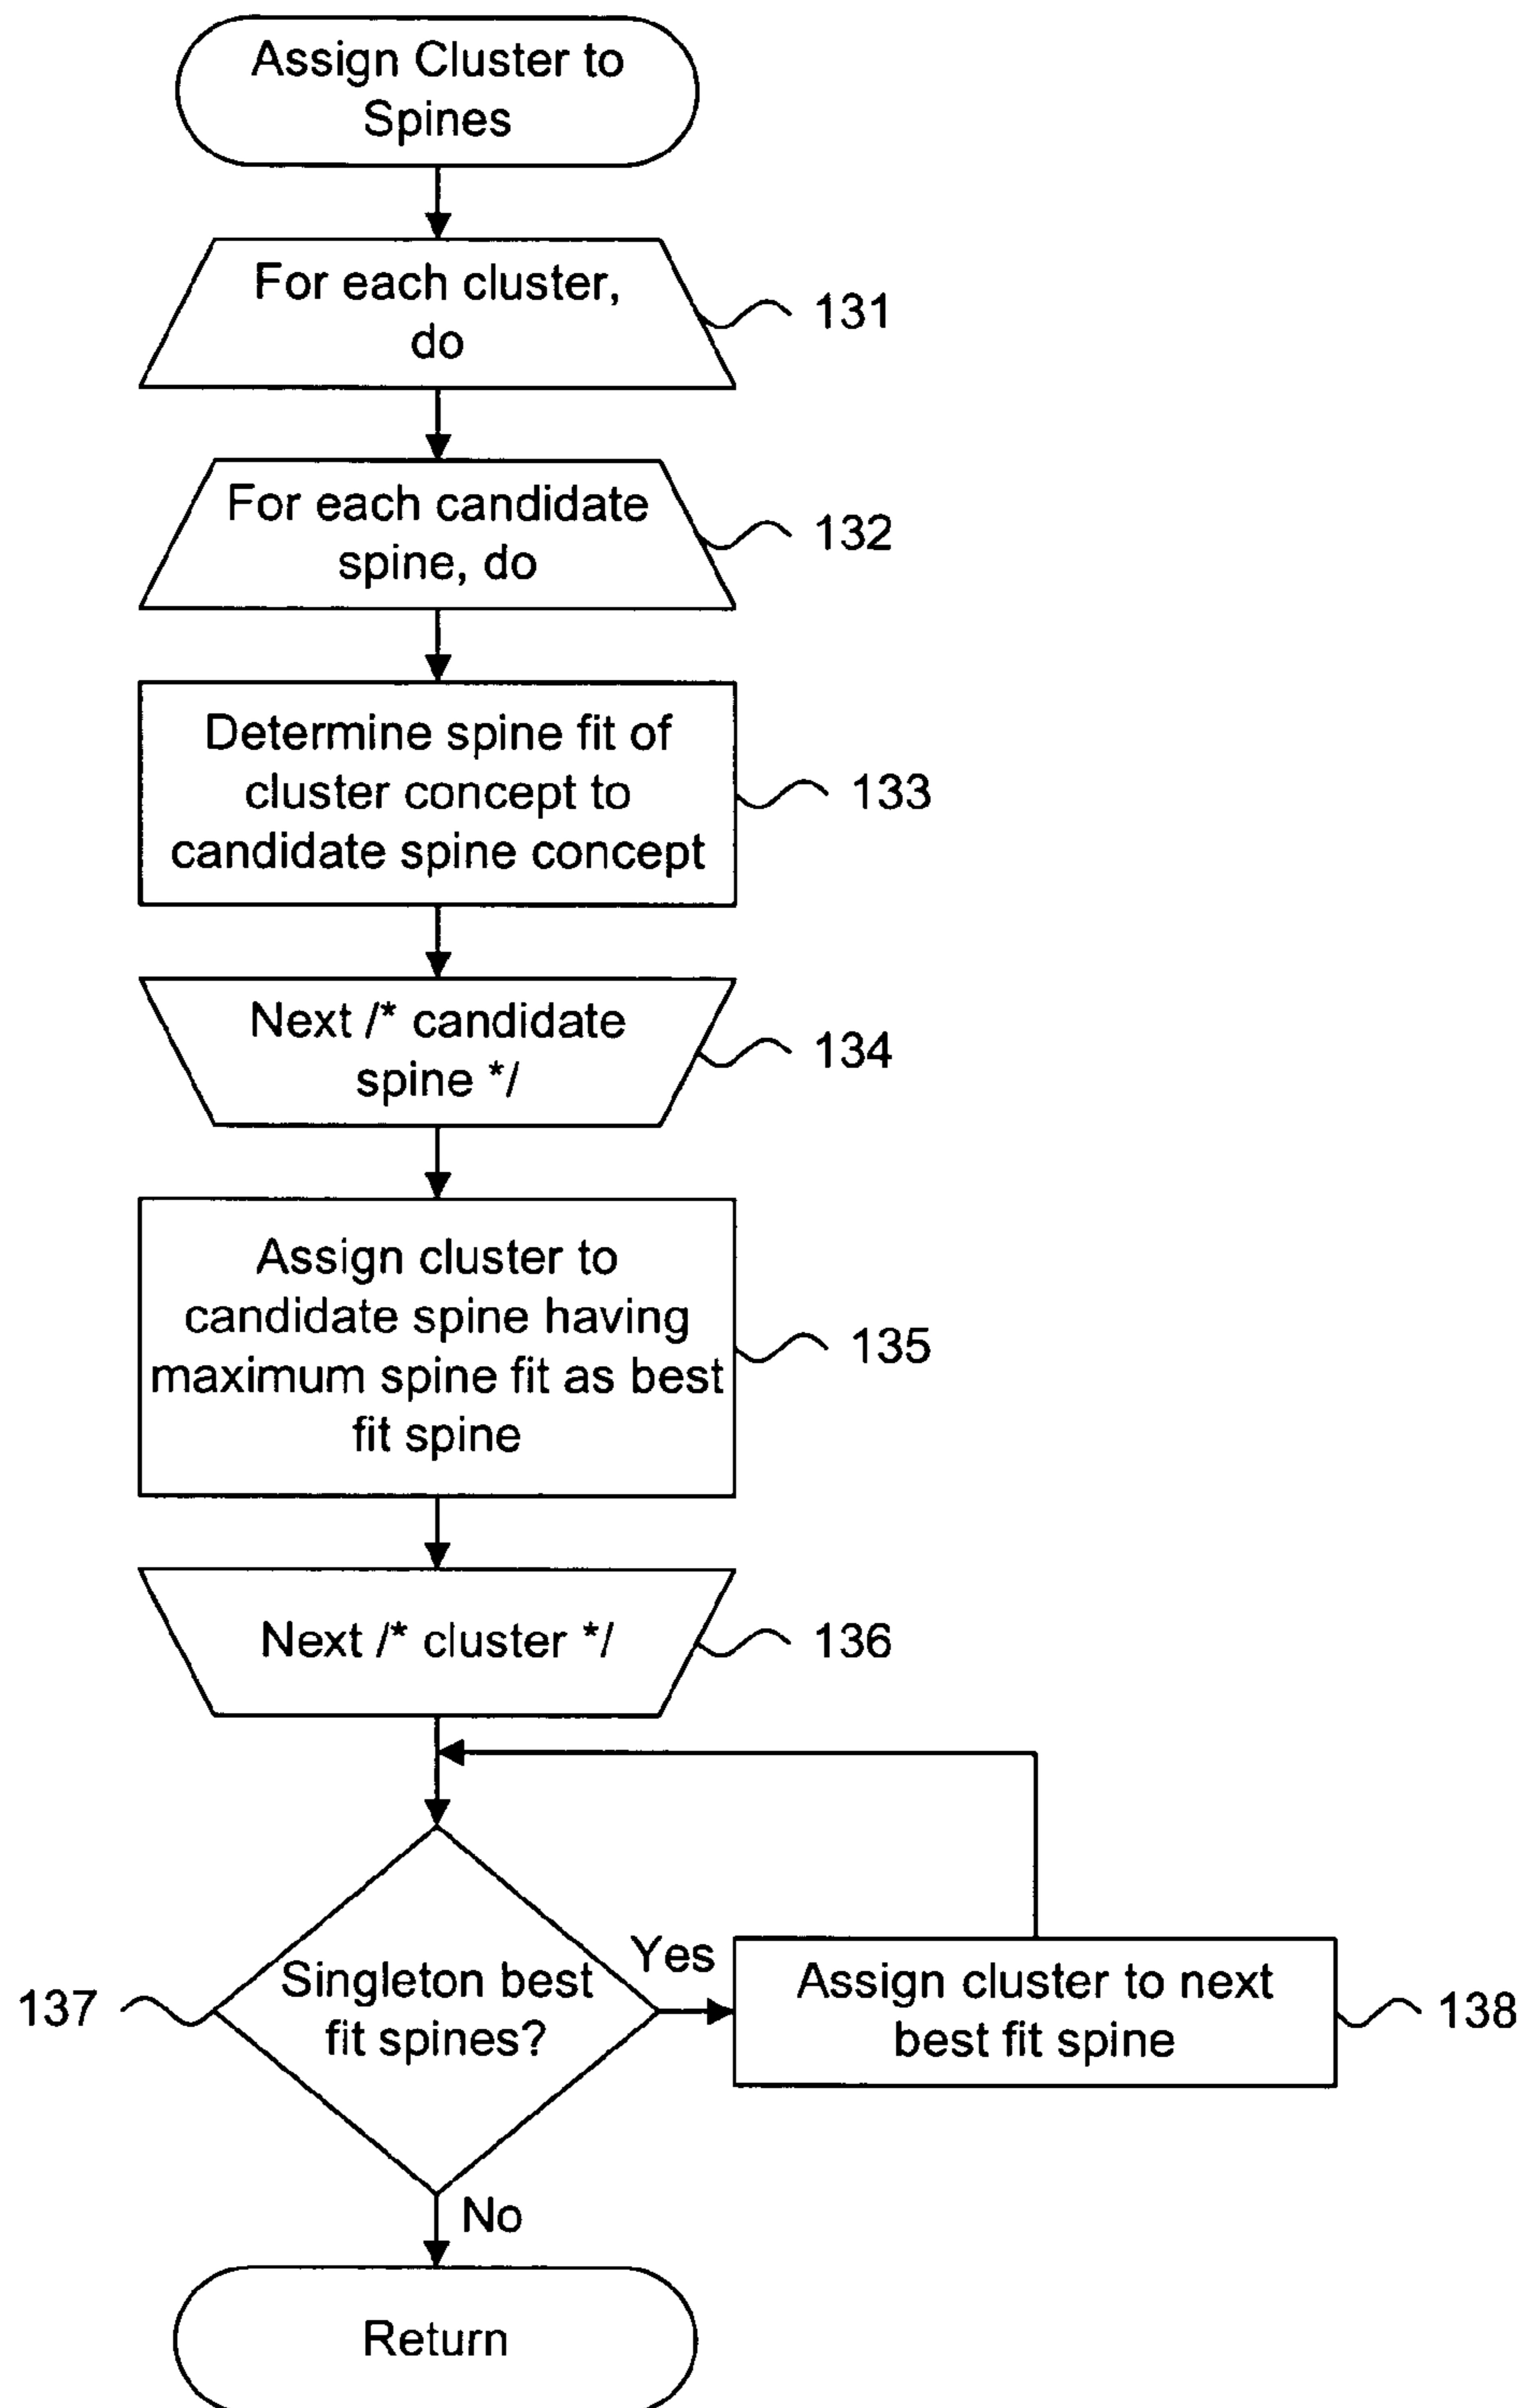 Assign Cluster to
Spines
For each cluster,
do
131
For each candidate
spine, do
132
Determine spine fit of
cluster concept to
candidate spine concept
133
Next /* candidate
spine */
134
Assign cluster to
candidate spine having
maximum spine fit as best
fit spine
135
Next /* cluster */
136
Singleton best
fit spines?
137
Yes
Assign cluster to next
best fit spine
138
No
Return